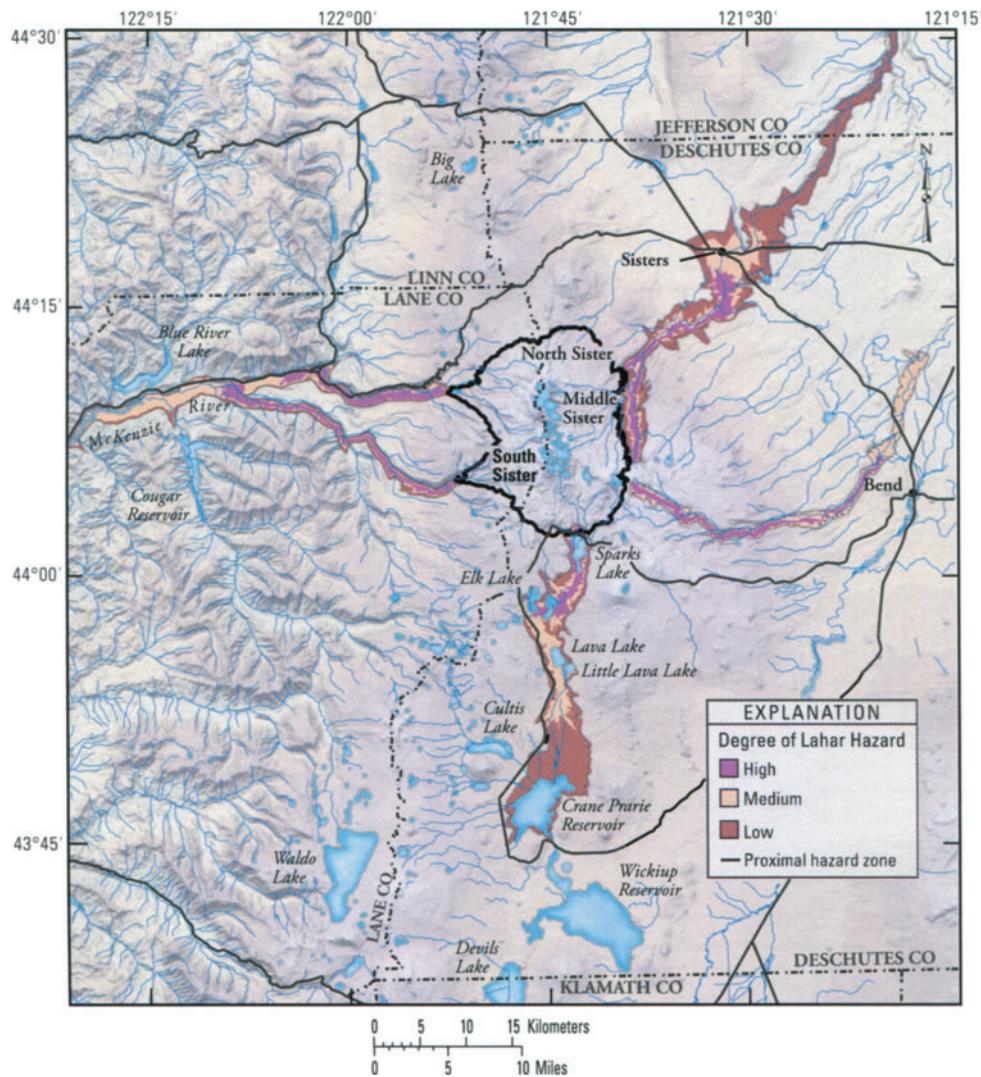 122°15'
122°00'
121°45'
121°30'
121°15'
44°30'
JEFFERSON CO
DESCHUTES CO
Big
Lake
N
Sisters
LINN CO
LANE CO
44°15'
Blue River
Lake
North Sister
Middle
Sister
River
McKenzie
South
Sister
Cougar
Reservoir
Bend
Sparks
Lake
44°00'
Elk Lake
Lava Lake
Little Lava Lake
Cultis
Lake
EXPLANATION
Degree of Lahar Hazard
High
Medium
Low
Proximal hazard zone
Crane Prarie
Reservoir
43°45'
Waldo
Lake
Wickiup
Reservoir
LANE CO
Devils
Lake
DESCHUTES CO
KLAMATH CO
0 5 10 15 Kilometers
0 5 10 Miles